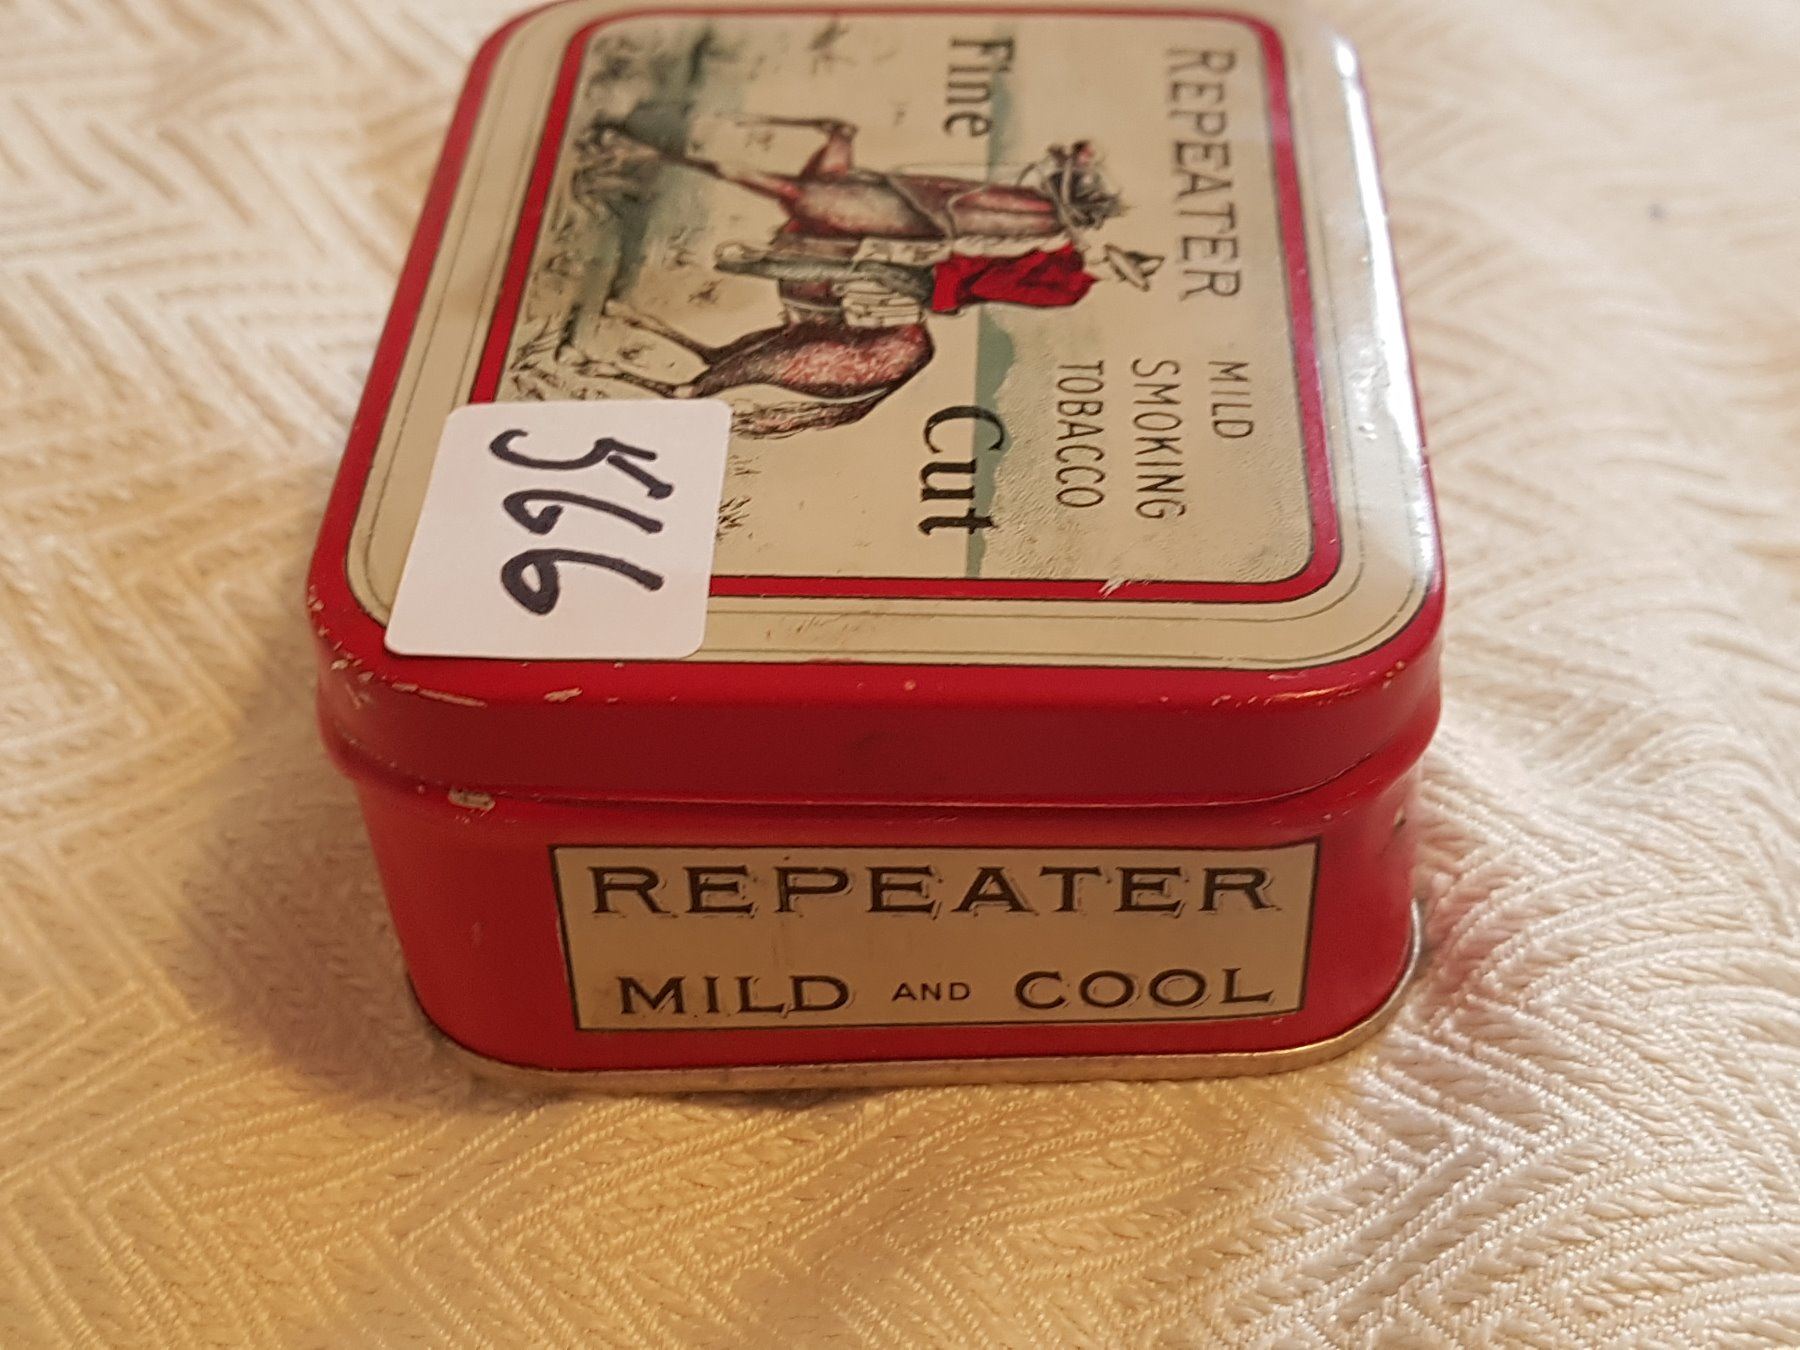 REPEATER
MILD
SMOKING
TOBACCO
Fine Cut
566
REPEATER
MILD AND COOL